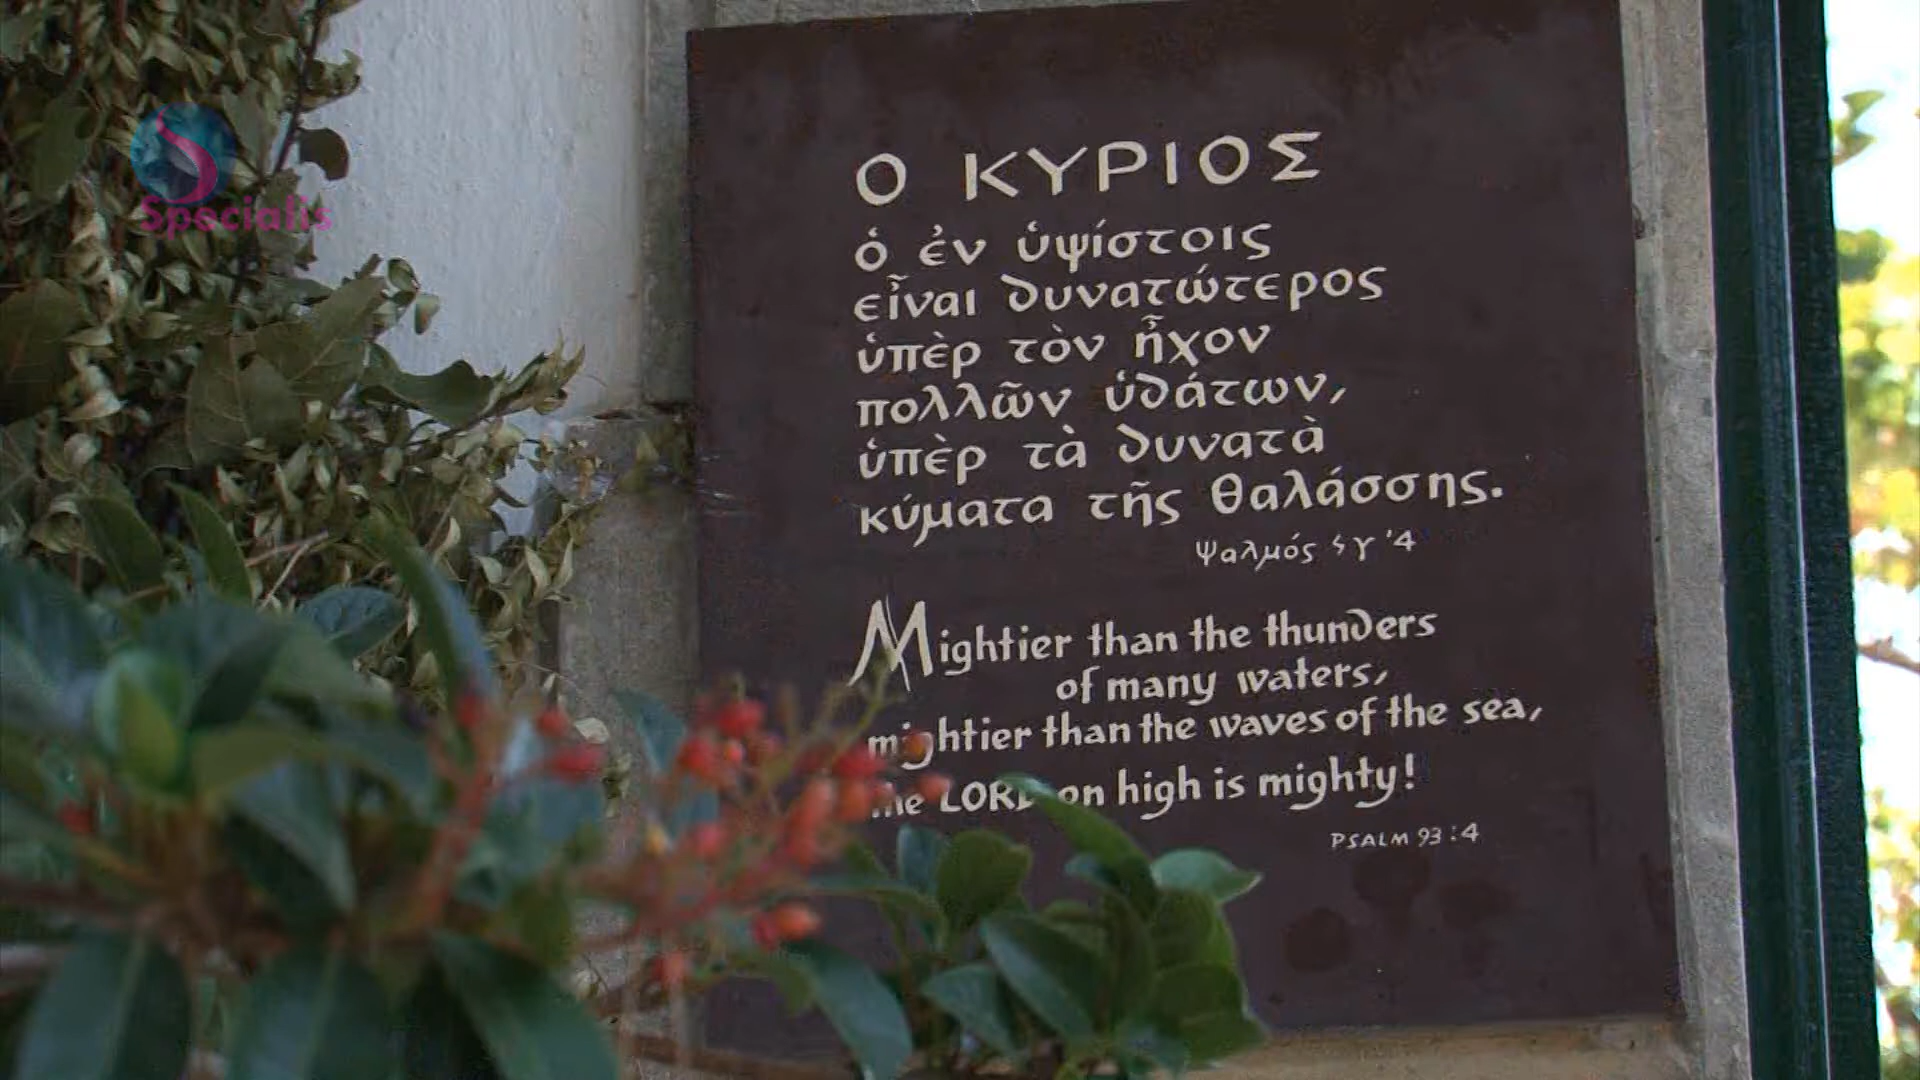 Specialis
Ο ΚΥΡΙΟΣ
ὁ ἐν ὑψίστοις
εἶναι δυνατώτερος
ὑπὲρ τὸν ἦχον
πολλῶν ὑδάτων,
ὑπὲρ τὰ δυνατὰ
κύματα τῆς θαλάσσης.
Ψαλμός ϟγ '4
Mightier than the thunders
of many waters,
mightier than the waves of the sea,
the LORD on high is mighty!
PSALM 93:4